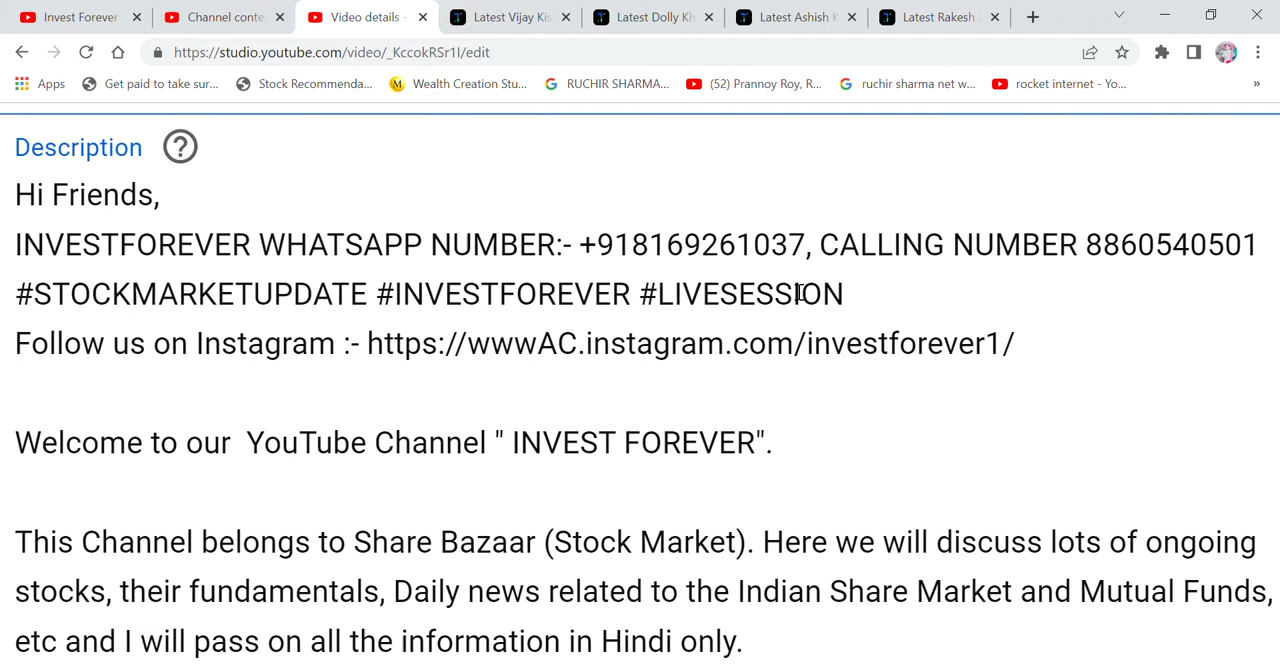 Invest Forever
Channel conte
Video details -
Latest Vijay Kis
Latest Dolly Kh
Latest Ashish K
Latest Rakesh J
https://studio.youtube.com/video/_KccokRSr1I/edit
Apps
Get paid to take sur...
Stock Recommenda...
Wealth Creation Stu...
RUCHIR SHARMA...
(52) Prannoy Roy, R...
ruchir sharma net w...
rocket internet - Yo...
Description
Hi Friends,
INVESTFOREVER WHATSAPP NUMBER:- +918169261037, CALLING NUMBER 8860540501
#STOCKMARKETUPDATE #INVESTFOREVER #LIVESESSION
Follow us on Instagram :- https://wwwAC.instagram.com/investforever1/
Welcome to our  YouTube Channel " INVEST FOREVER".
This Channel belongs to Share Bazaar (Stock Market). Here we will discuss lots of ongoing
stocks, their fundamentals, Daily news related to the Indian Share Market and Mutual Funds,
etc and I will pass on all the information in Hindi only.